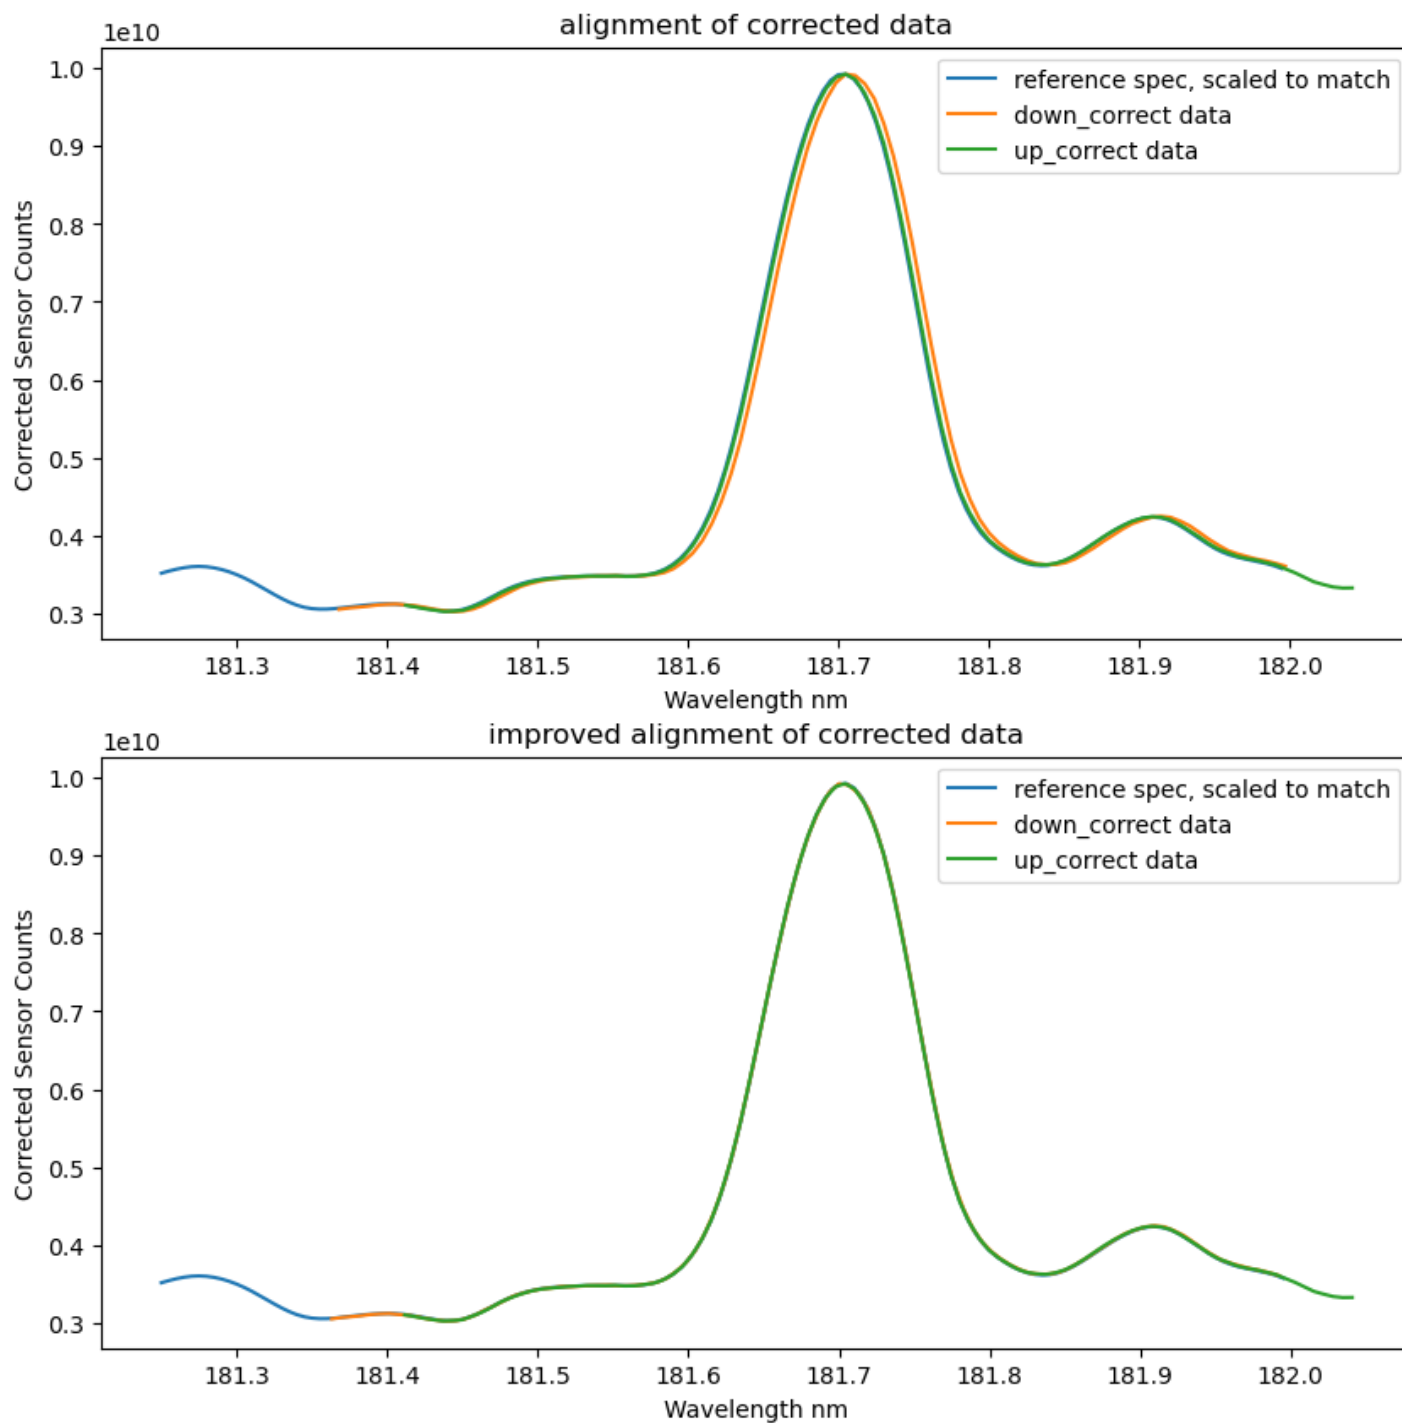 alignment of corrected data
1e10
1.0
0.9
0.8
0.7
0.6
0.5
0.4
0.3
Corrected Sensor Counts
reference spec, scaled to match
down_correct data
up_correct data
181.3 181.4 181.5 181.6 181.7 181.8 181.9 182.0
Wavelength nm
improved alignment of corrected data
1e10
1.0
0.9
0.8
0.7
0.6
0.5
0.4
0.3
Corrected Sensor Counts
reference spec, scaled to match
down_correct data
up_correct data
181.3 181.4 181.5 181.6 181.7 181.8 181.9 182.0
Wavelength nm